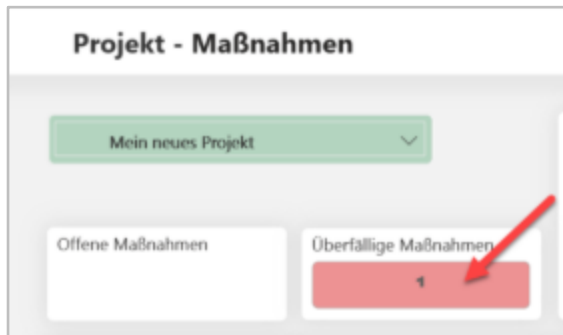 Projekt - Maßnahmen
Mein neues Projekt
Offene Maßnahmen
Überfällige Maßnahmen
1